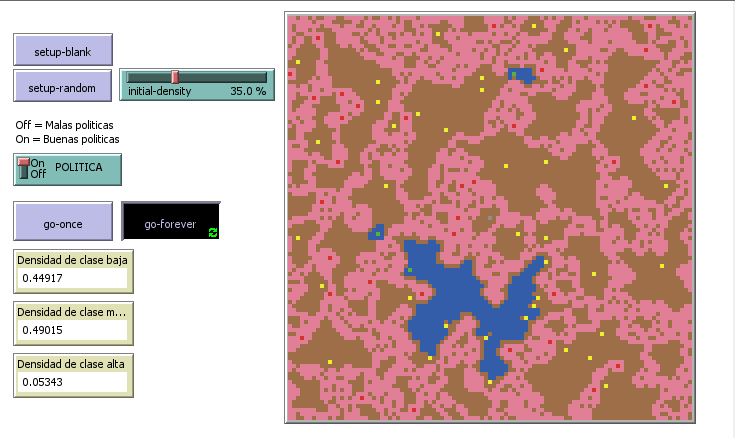 setup-blank
setup-random
initial-density 35.0 %
Off = Malas politicas
On = Buenas politicas
On
Off
POLITICA
go-once
go-forever
Densidad de clase baja
0.44917
Densidad de clase m...
0.49015
Densidad de clase alta
0.05343